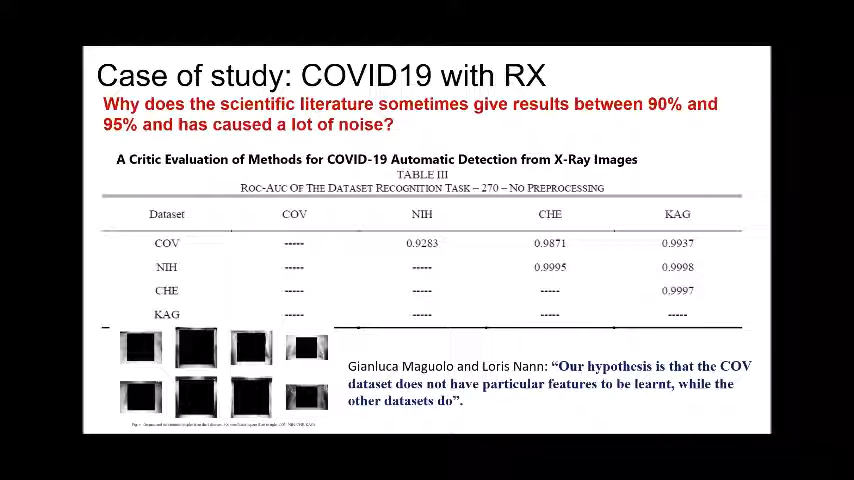 Case of study: COVID19 with RX
Why does the scientific literature sometimes give results between 90% and
95% and has caused a lot of noise?
A Critic Evaluation of Methods for COVID-19 Automatic Detection from X-Ray Images
TABLE III
ROC-AUC OF THE DATASET RECOGNITION TASK – 270 – NO PREPROCESSING
Dataset COV NIH CHE KAG
COV ----- 0.9283 0.9871 0.9937
NIH ----- ----- 0.9995 0.9998
CHE ----- ----- ----- 0.9997
KAG ----- ----- ----- -----
Gianluca Maguolo and Loris Nann: “Our hypothesis is that the COV
dataset does not have particular features to be learnt, while the
other datasets do”.